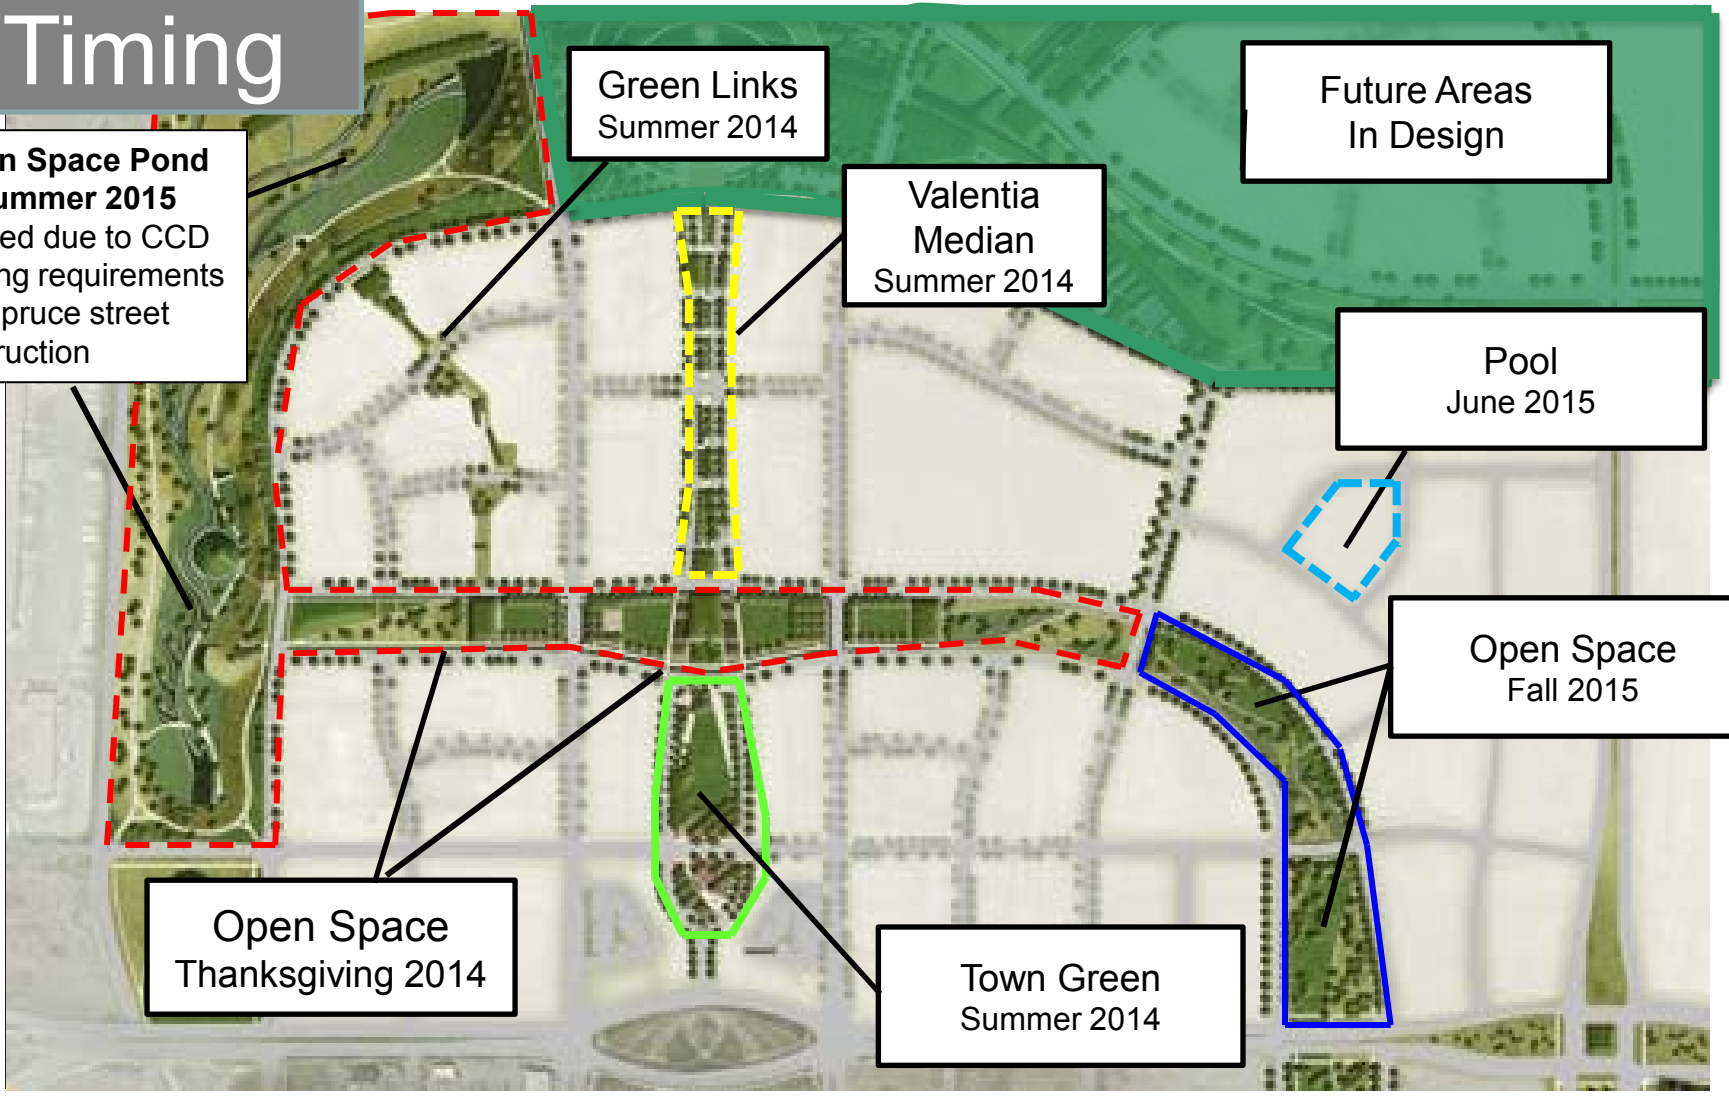 Timing
Green Links
Summer 2014
Future Areas
In Design
n Space Pond
ummer 2015
ed due to CCD
ng requirements
pruce street
ruction
Valentia
Median
Summer 2014
Pool
June 2015
Open Space
Fall 2015
Open Space
Thanksgiving 2014
Town Green
Summer 2014